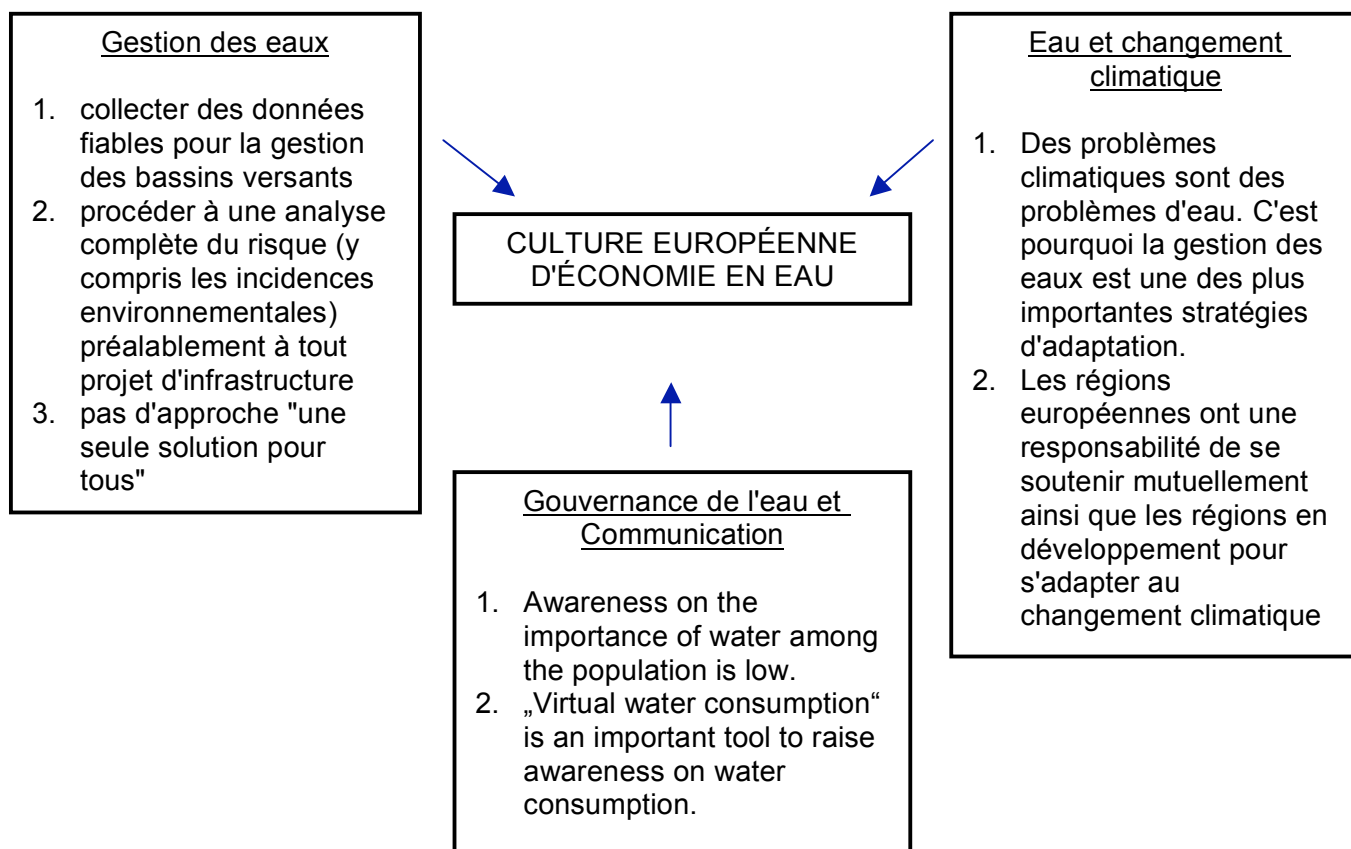 Gestion des eaux
1. collecter des données
fiables pour la gestion
des bassins versants
2. procéder à une analyse
complète du risque (y
compris les incidences
environnementales)
préalablement à tout
projet d'infrastructure
3. pas d'approche "une
seule solution pour
tous"
Eau et changement
climatique
1. Des problèmes
climatiques sont des
problèmes d'eau. C'est
pourquoi la gestion des
eaux est une des plus
importantes stratégies
d'adaptation.
2. Les régions
européennes ont une
responsabilité de se
soutenir mutuellement
ainsi que les régions en
développement pour
s'adapter au
changement climatique
CULTURE EUROPÉENNE
D'ÉCONOMIE EN EAU
Gouvernance de l'eau et
Communication
1. Awareness on the
importance of water among
the population is low.
2. „Virtual water consumption“
is an important tool to raise
awareness on water
consumption.